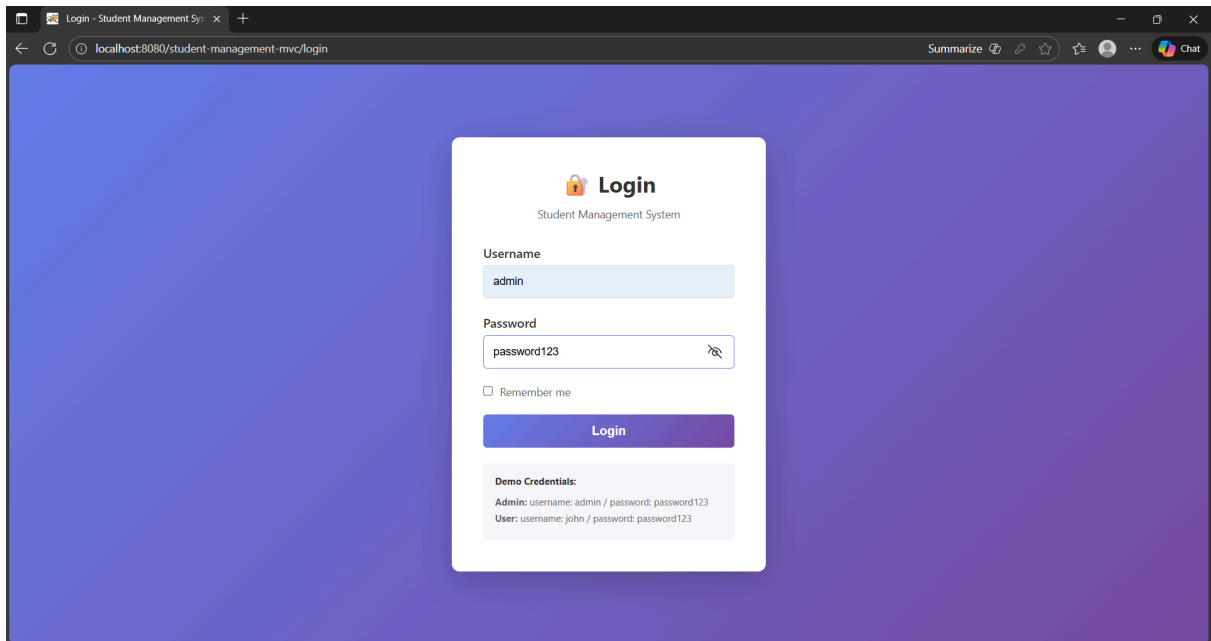 Login - Student Management Sys
localhost:8080/student-management-mvc/login
Summarize
Chat
Login
Student Management System
Username
admin
Password
password123
Remember me
Login
Demo Credentials:
Admin: username: admin / password: password123
User: username: john / password: password123